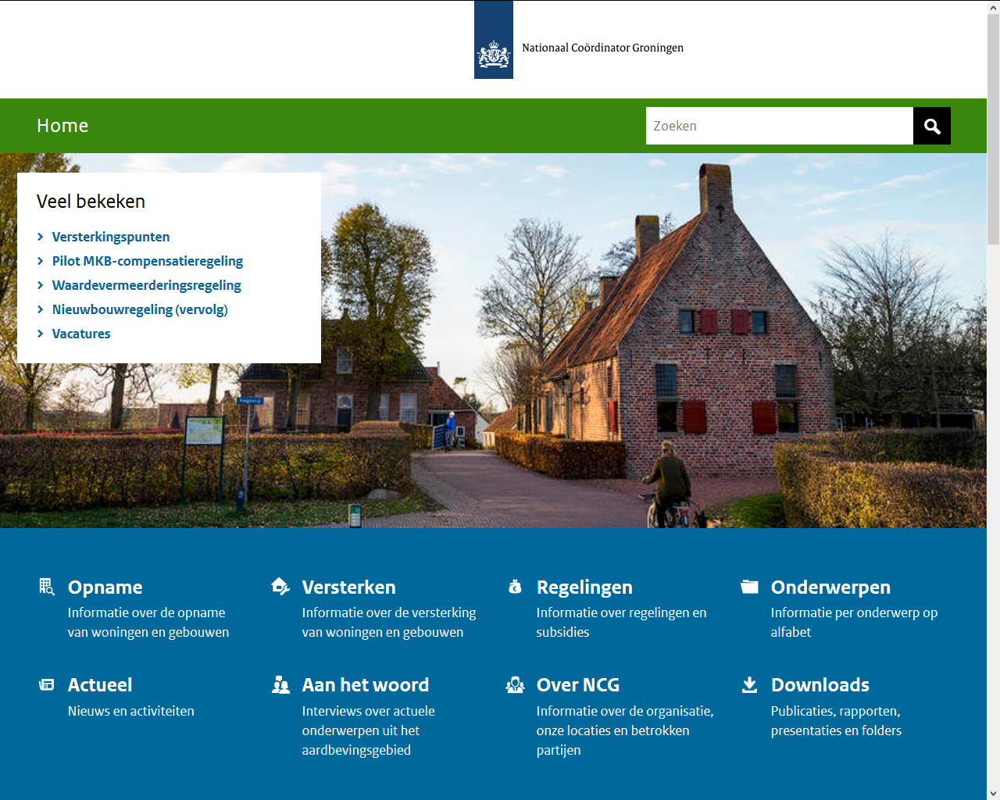 Nationaal Coördinator Groningen
Home
Zoeken
Veel bekeken
Versterkingspunten
Pilot MKB-compensatieregeling
Waardevermeerderingsregeling
Nieuwbouwregeling (vervolg)
Vacatures
Opname
Informatie over de opname
van woningen en gebouwen
Versterken
Informatie over de versterking
van woningen en gebouwen
Regelingen
Informatie over regelingen en
subsidies
Onderwerpen
Informatie per onderwerp op
alfabet
Actueel
Nieuws en activiteiten
Aan het woord
Interviews over actuele
onderwerpen uit het
aardbevingsgebied
Over NCG
Informatie over de organisatie,
onze locaties en betrokken
partijen
Downloads
Publicaties, rapporten,
presentaties en folders